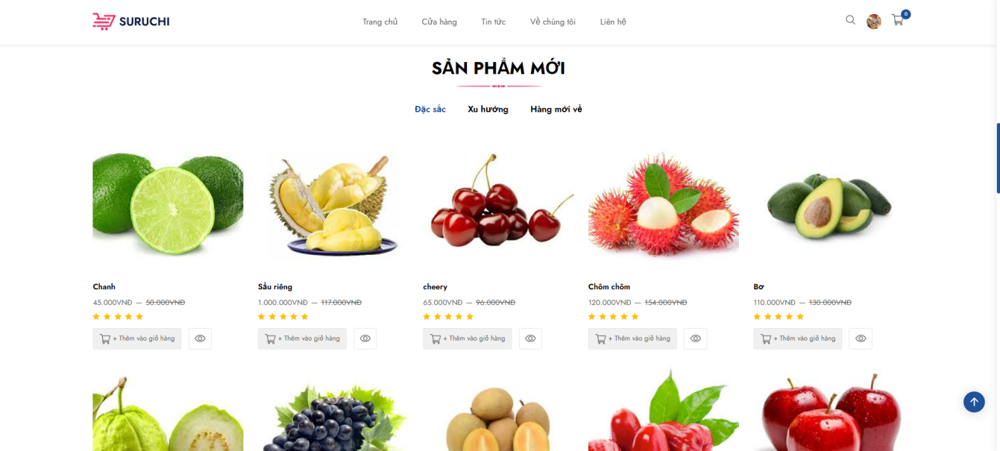 SURUCHI
Trang chủ Cửa hàng Tin tức Về chúng tôi Liên hệ
0
SẢN PHẨM MỚI
Đặc sắc Xu hướng Hàng mới về
Chanh Sầu riêng cheery Chôm chôm Bơ
45.000VNĐ — 50.000VNĐ 1.000.000VNĐ — 117.000VNĐ 65.000VNĐ — 96.000VNĐ 120.000VNĐ — 154.000VNĐ 110.000VNĐ — 130.000VNĐ
+ Thêm vào giỏ hàng + Thêm vào giỏ hàng + Thêm vào giỏ hàng + Thêm vào giỏ hàng + Thêm vào giỏ hàng